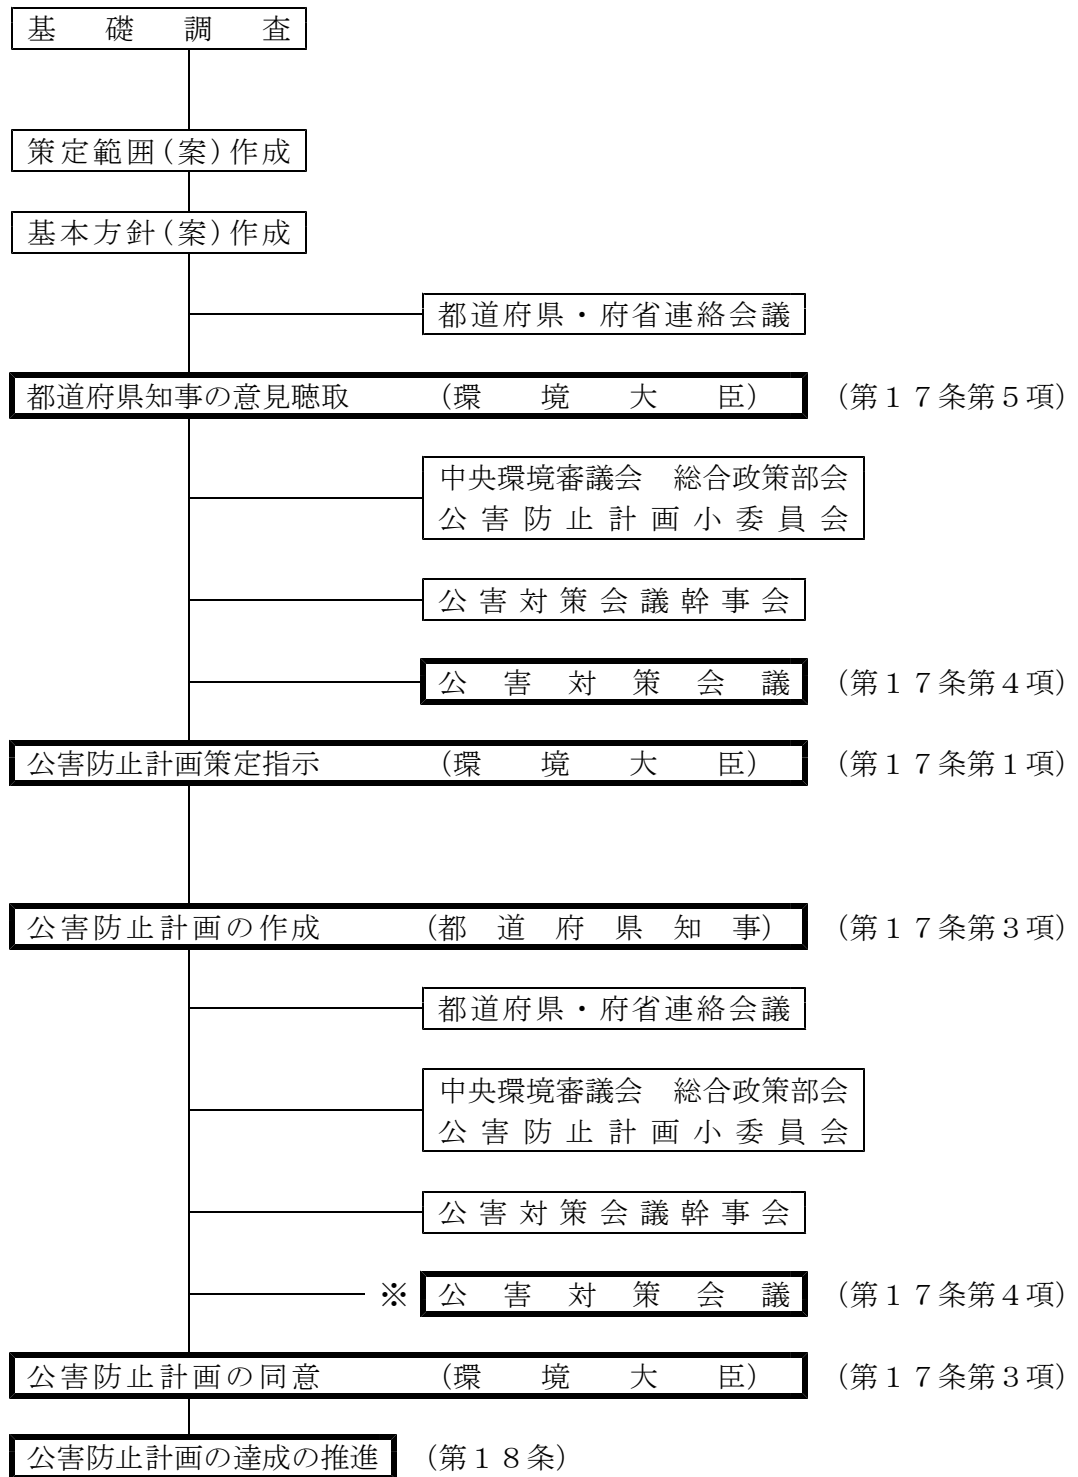 基礎調査
策定範囲(案)作成
基本方針(案)作成
都道府県・府省連絡会議
都道府県知事の意見聴取 (環境大臣) (第17条第5項)
中央環境審議会 総合政策部会
公害防止計画小委員会
公害対策会議幹事会
公害対策会議 (第17条第4項)
公害防止計画策定指示 (環境大臣) (第17条第1項)
公害防止計画の作成 (都道府県知事) (第17条第3項)
都道府県・府省連絡会議
中央環境審議会 総合政策部会
公害防止計画小委員会
公害対策会議幹事会
※ 公害対策会議 (第17条第4項)
公害防止計画の同意 (環境大臣) (第17条第3項)
公害防止計画の達成の推進 (第18条)